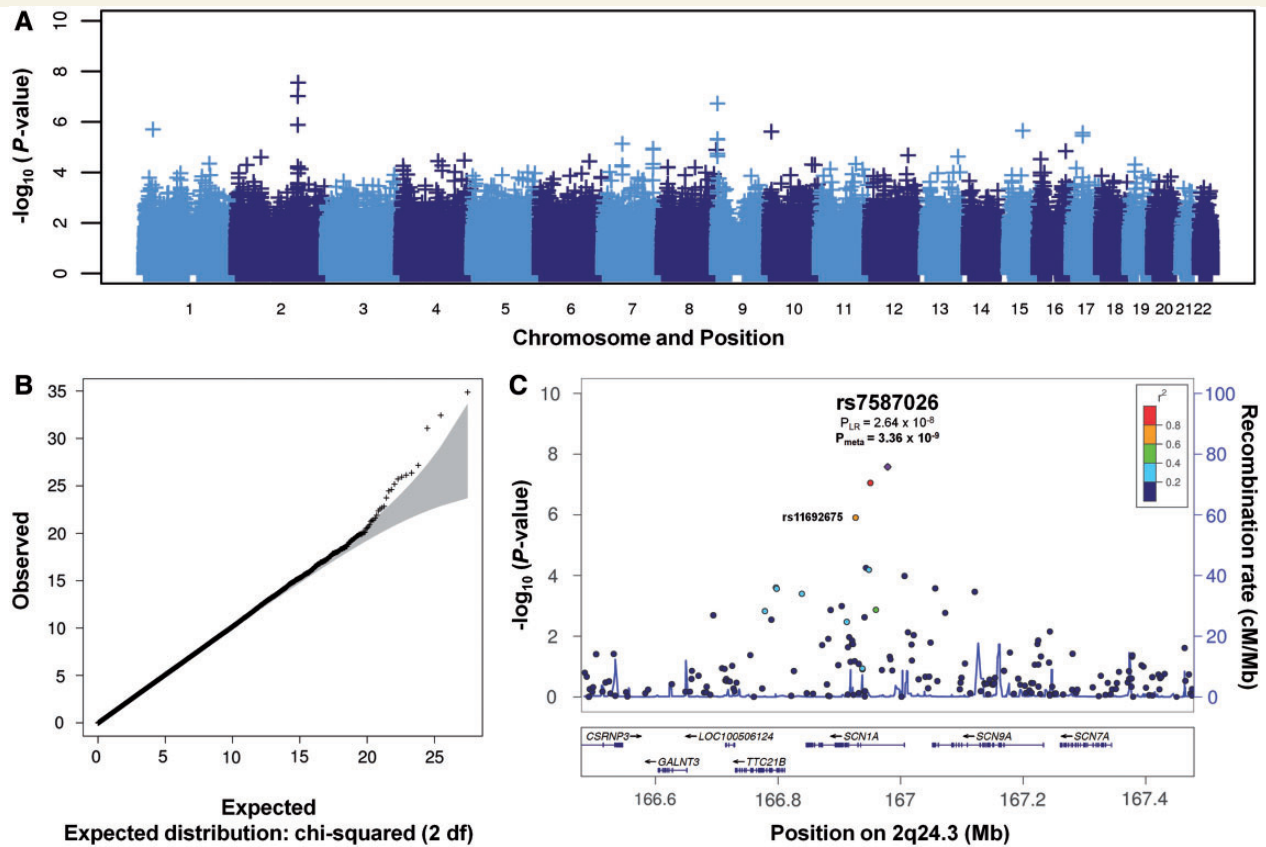 A
-log10 (P-value)
10
8
6
4
2
0
1 2 3 4 5 6 7 8 9 10 11 12 13 14 15 16 17 18 19 20 21 22
Chromosome and Position
B
Observed
35
30
25
20
15
10
5
0
0 5 10 15 20 25
Expected
Expected distribution: chi-squared (2 df)
C
-log10 (P-value)
10
8
6
4
2
0
rs7587026
PLR = 2.64 x 10-8
Pmeta = 3.36 x 10-9
rs11692675
r2
0.8
0.6
0.4
0.2
100
80
60
40
20
0
Recombination rate (cM/Mb)
CSRNP3→ ←LOC100506124 ←SCN1A ←SCN9A ←SCN7A
←GALNT3 ←TTC21B
166.6 166.8 167 167.2 167.4
Position on 2q24.3 (Mb)